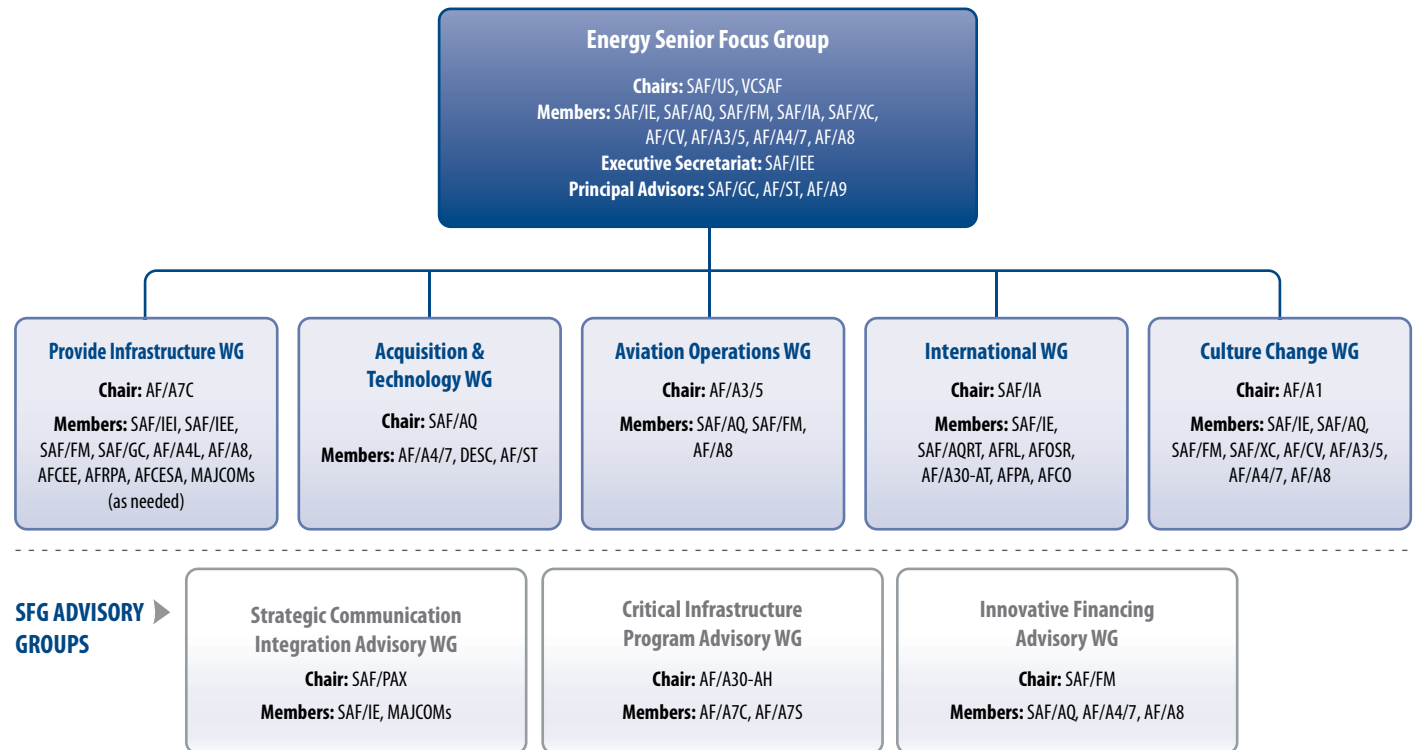 Energy Senior Focus Group
Chairs: SAF/US, VCSAF
Members: SAF/IE, SAF/AQ, SAF/FM, SAF/IA, SAF/XC,
AF/CV, AF/A3/5, AF/A4/7, AF/A8
Executive Secretariat: SAF/IEE
Principal Advisors: SAF/GC, AF/ST, AF/A9
Provide Infrastructure WG
Chair: AF/A7C
Members: SAF/IEI, SAF/IEE,
SAF/FM, SAF/GC, AF/A4L, AF/A8,
AFCEE, AFRPA, AFCESA, MAJCOMs
(as needed)
Acquisition &
Technology WG
Chair: SAF/AQ
Members: AF/A4/7, DESC, AF/ST
Aviation Operations WG
Chair: AF/A3/5
Members: SAF/AQ, SAF/FM,
AF/A8
International WG
Chair: SAF/IA
Members: SAF/IE,
SAF/AQRT, AFRL, AFOSR,
AF/A30-AT, AFPA, AFCO
Culture Change WG
Chair: AF/A1
Members: SAF/IE, SAF/AQ,
SAF/FM, SAF/XC, AF/CV, AF/A3/5,
AF/A4/7, AF/A8
SFG ADVISORY
GROUPS
Strategic Communication
Integration Advisory WG
Chair: SAF/PAX
Members: SAF/IE, MAJCOMs
Critical Infrastructure
Program Advisory WG
Chair: AF/A30-AH
Members: AF/A7C, AF/A7S
Innovative Financing
Advisory WG
Chair: SAF/FM
Members: SAF/AQ, AF/A4/7, AF/A8